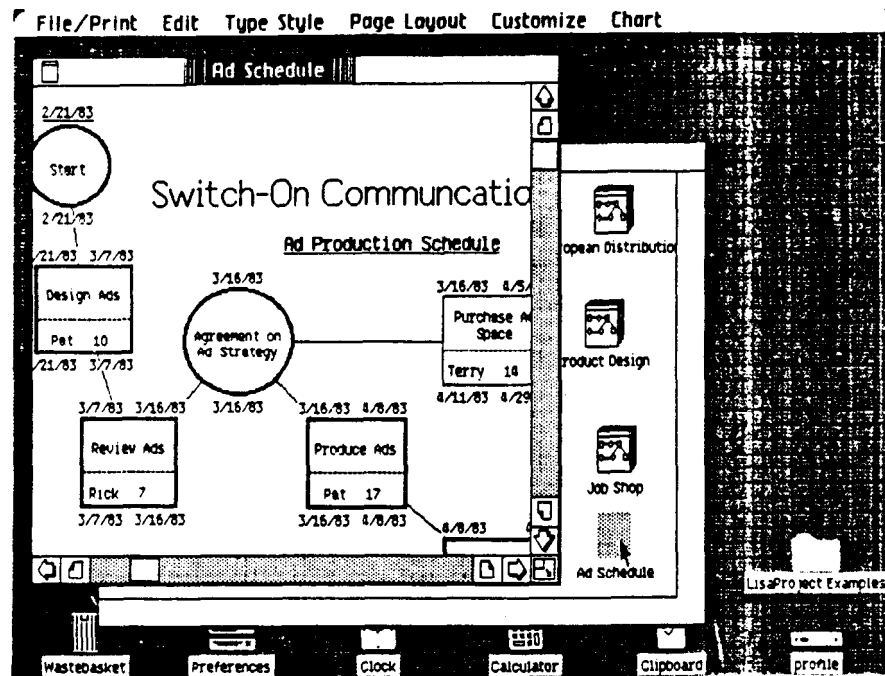 File/Print Edit Type Style Page Layout Customize Chart
Ad Schedule
2/21/83
Start
2/21/83
Switch-On Communcatio
Ad Production Schedule
/21/83 3/7/83
Design Ads
Pat 10
/21/83 3/7/83
3/16/83
Agreement on
Ad Strategy
3/16/83
3/16/83 4/5/
Purchase Ad
Space
Terry 14
4/11/83 4/29
3/7/83 3/16/83
Review Ads
Rick 7
3/7/83 3/16/83
3/16/83 4/8/83
Produce Ads
Pat 17
3/16/83 4/8/83
4/8/83
ropean Distributio
roduct Design
Job Shop
Ad Schedule
LisaProject Examples
Wastebasket
Preferences
Clock
Calculator
Clipboard
profile